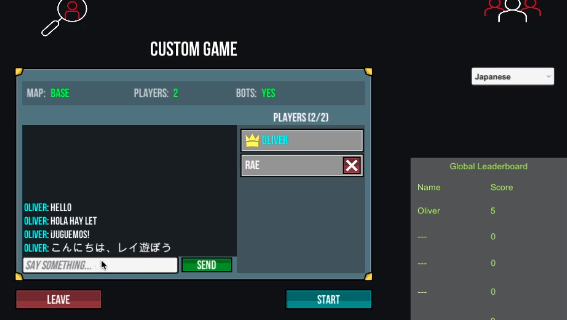 CUSTOM GAME
MAP: BASE PLAYERS: 2 BOTS: YES
PLAYERS (2/2)
OLIVER
RAE
OLIVER: HELLO
OLIVER: HOLA HAY LET
OLIVER: ¡JUGUEMOS!
OLIVER: こんにちは、レイ遊ぼう
SAY SOMETHING...
SEND
LEAVE
START
Japanese
Global Leaderboard
Name Score
Oliver 5
--- 0
--- 0
--- 0